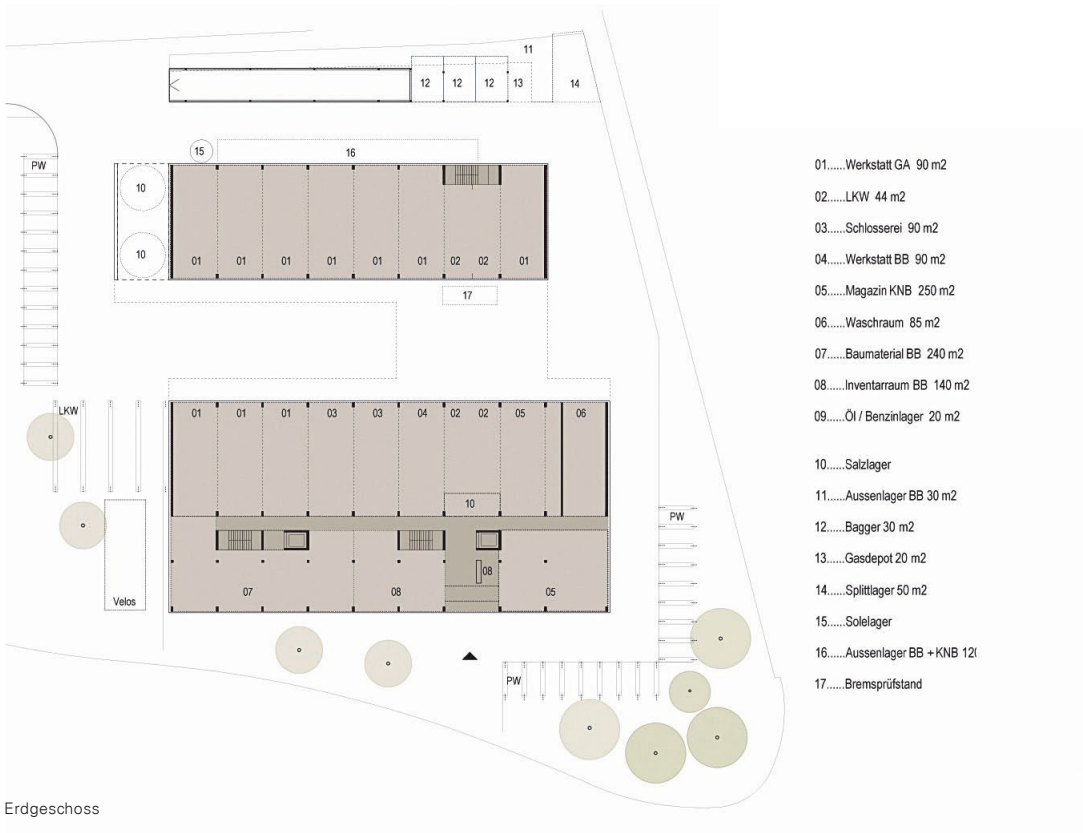 11
12 12 12 13 14
15 16
PW
10
10
01 01 01 01 01 01 02 02 01
17
LKW
01 01 01 03 03 04 02 02 05 06
10
PW
08
07 08 05
Velos
PW
Erdgeschoss
01......Werkstatt GA 90 m2
02......LKW 44 m2
03......Schlosserei 90 m2
04......Werkstatt BB 90 m2
05......Magazin KNB 250 m2
06......Waschraum 85 m2
07......Baumaterial BB 240 m2
08......Inventarraum BB 140 m2
09......Öl / Benzinlager 20 m2
10......Salzlager
11......Aussenlager BB 30 m2
12......Bagger 30 m2
13......Gasdepot 20 m2
14......Splittlager 50 m2
15......Solelager
16......Aussenlager BB + KNB
17......Bremsprüfstand